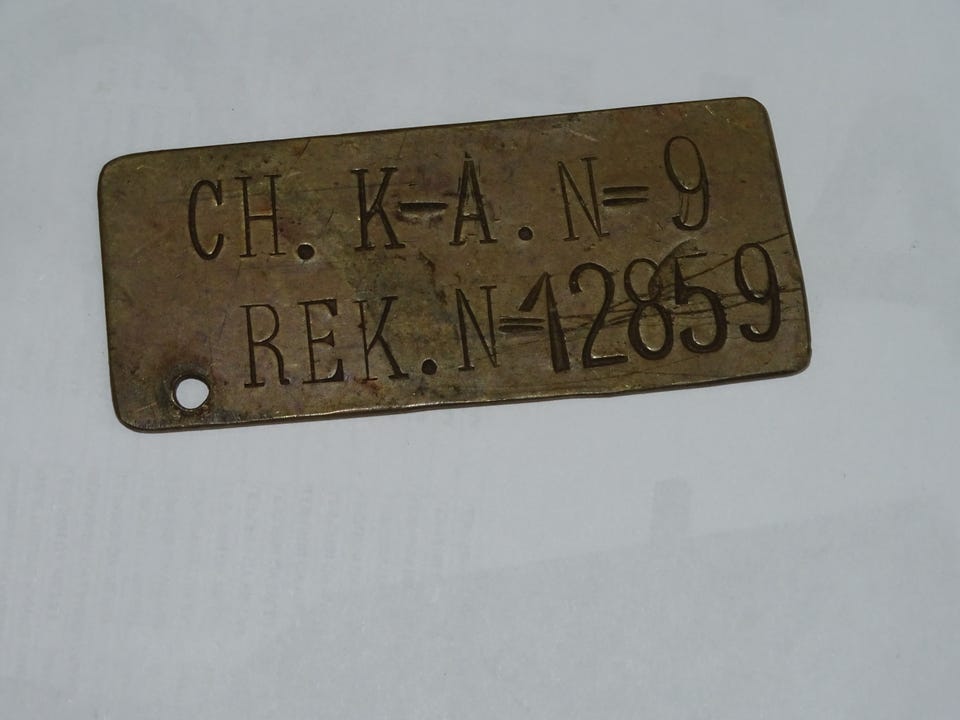 CH. K-A. N=9
REK. N=12859